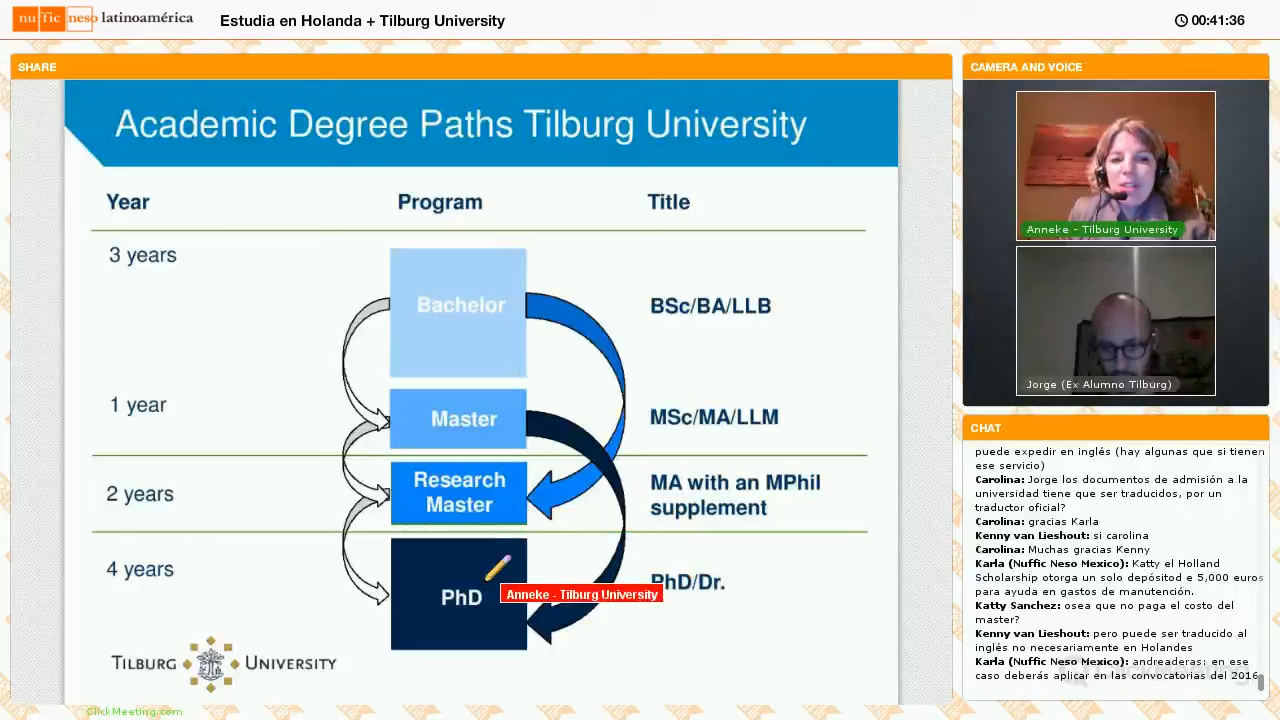 nuffic neso latinoamérica
Estudia en Holanda + Tilburg University
00:41:36
SHARE
Academic Degree Paths Tilburg University
Year Program Title
3 years
Bachelor
BSc/BA/LLB
1 year
Master
MSc/MA/LLM
2 years
Research
Master
MA with an MPhil
supplement
4 years
PhD
PhD/Dr.
Anneke - Tilburg University
TILBURG UNIVERSITY
ClickMeeting.com
CAMERA AND VOICE
Anneke - Tilburg University
Jorge (Ex Alumno Tilburg)
CHAT
puede expedir en inglés (hay algunas que si tienen
ese servicio)
Carolina: Jorge los documentos de admisión a la
universidad tiene que ser tradudios por un
traductor oficial?
Carolina: gracias Karla
Kenny van Lieshout: si carolina
Carolina: Muchas gracias Kenny
Karla (Nuffic Neso Mexico): Katty el Holland
Scholarship otorga un solo depósitod e 5,000 euros
para ayuda en gastos de manutención.
Katty Sanchez: osea que no paga el costo del
master?
Kenny van Lieshout: pero puede ser traducido al
inglés no necesariamente en Holandes
Karla (Nuffic Neso Mexico): andreaderas: en ese
caso deberás aplicar en las convocatorias del 2016